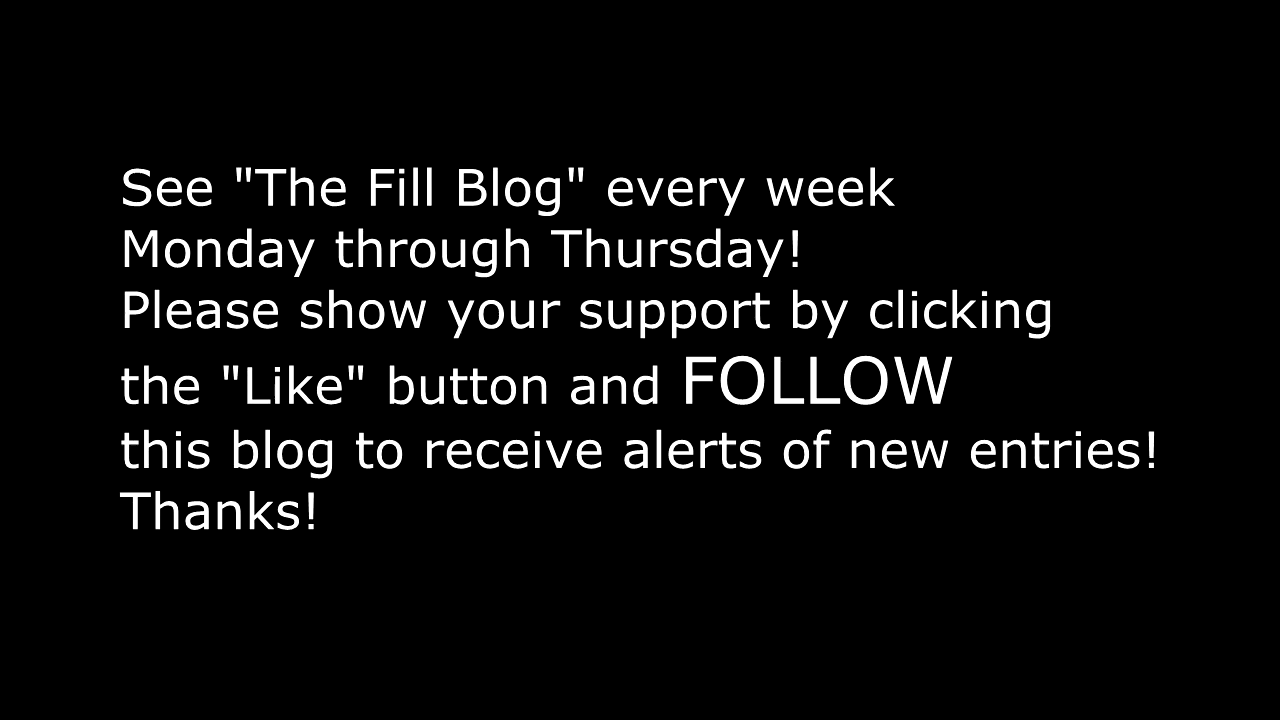 See "The Fill Blog" every week
Monday through Thursday!
Please show your support by clicking
the "Like" button and FOLLOW
this blog to receive alerts of new entries!
Thanks!